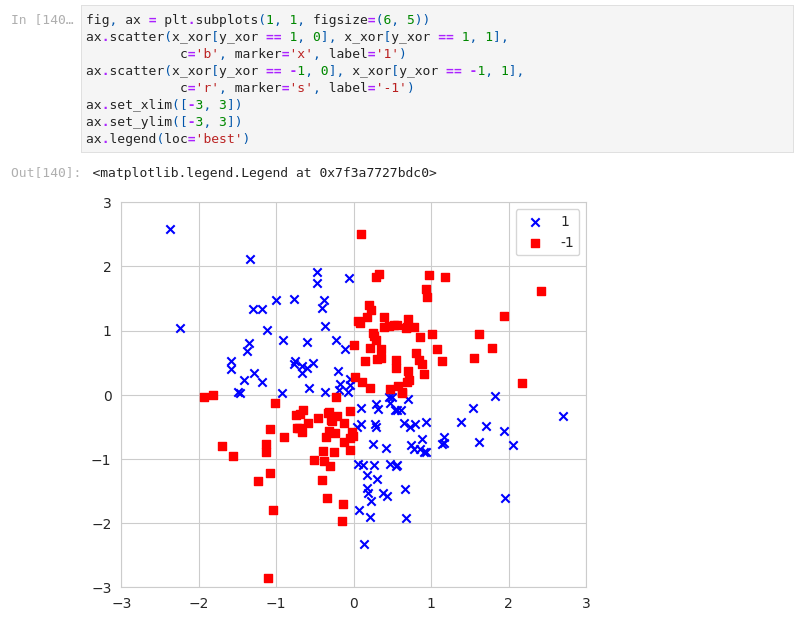 In [140…
fig, ax = plt.subplots(1, 1, figsize=(6, 5))
ax.scatter(x_xor[y_xor == 1, 0], x_xor[y_xor == 1, 1],
            c='b', marker='x', label='1')
ax.scatter(x_xor[y_xor == -1, 0], x_xor[y_xor == -1, 1],
            c='r', marker='s', label='-1')
ax.set_xlim([-3, 3])
ax.set_ylim([-3, 3])
ax.legend(loc='best')
Out[140]: <matplotlib.legend.Legend at 0x7f3a7727bdc0>
3
1
-1
2
1
0
−1
−2
−3
−3 −2 −1 0 1 2 3